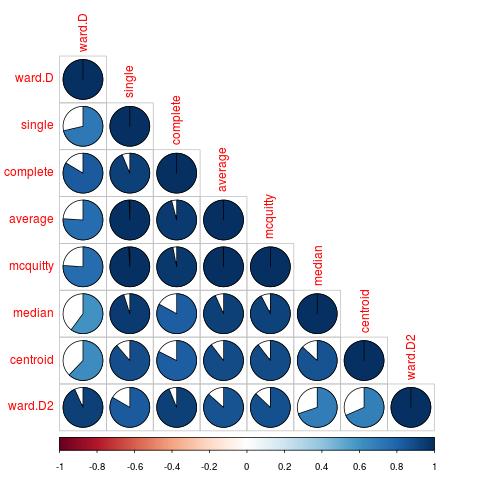 ward.D
single
complete
average
mcquitty
median
centroid
ward.D2
ward.D
single
complete
average
mcquitty
median
centroid
ward.D2
-1 -0.8 -0.6 -0.4 -0.2 0 0.2 0.4 0.6 0.8 1